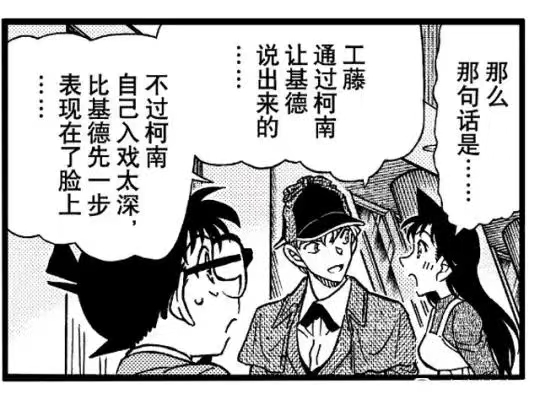 那么
那句话是……
工藤
通过柯南
让基德
说出来的
……
不过柯南
自己入戏太深，
比基德先一步
表现在了脸上
……